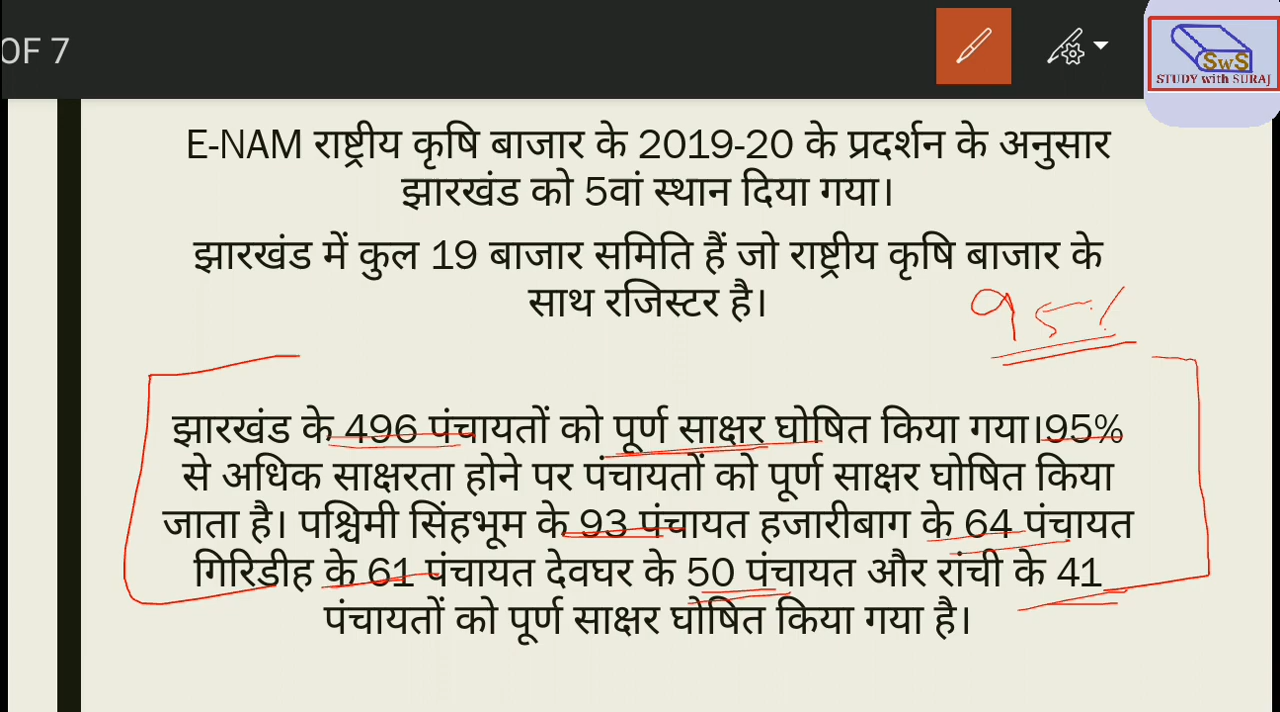 OF 7
SwS
STUDY with SURAJ
E-NAM राष्ट्रीय कृषि बाजार के 2019-20 के प्रदर्शन के अनुसार
झारखंड को 5वां स्थान दिया गया।
झारखंड में कुल 19 बाजार समिति हैं जो राष्ट्रीय कृषि बाजार के
साथ रजिस्टर है।
95%
झारखंड के 496 पंचायतों को पूर्ण साक्षर घोषित किया गया।95%
से अधिक साक्षरता होने पर पंचायतों को पूर्ण साक्षर घोषित किया
जाता है। पश्चिमी सिंहभूम के 93 पंचायत हजारीबाग के 64 पंचायत
गिरिडीह के 61 पंचायत देवघर के 50 पंचायत और रांची के 41
पंचायतों को पूर्ण साक्षर घोषित किया गया है।